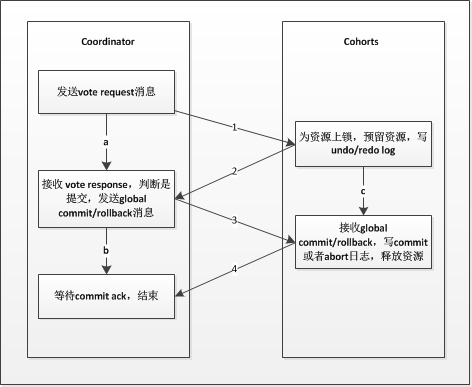 Coordinator
Cohorts
发送vote request消息
1
a
为资源上锁，预留资源，写
undo/redo log
2
接收 vote response，判断是
提交，发送global
commit/rollback消息
c
3
接收global
commit/rollback，写commit
或者abort日志，释放资源
b
4
等待commit ack，结束